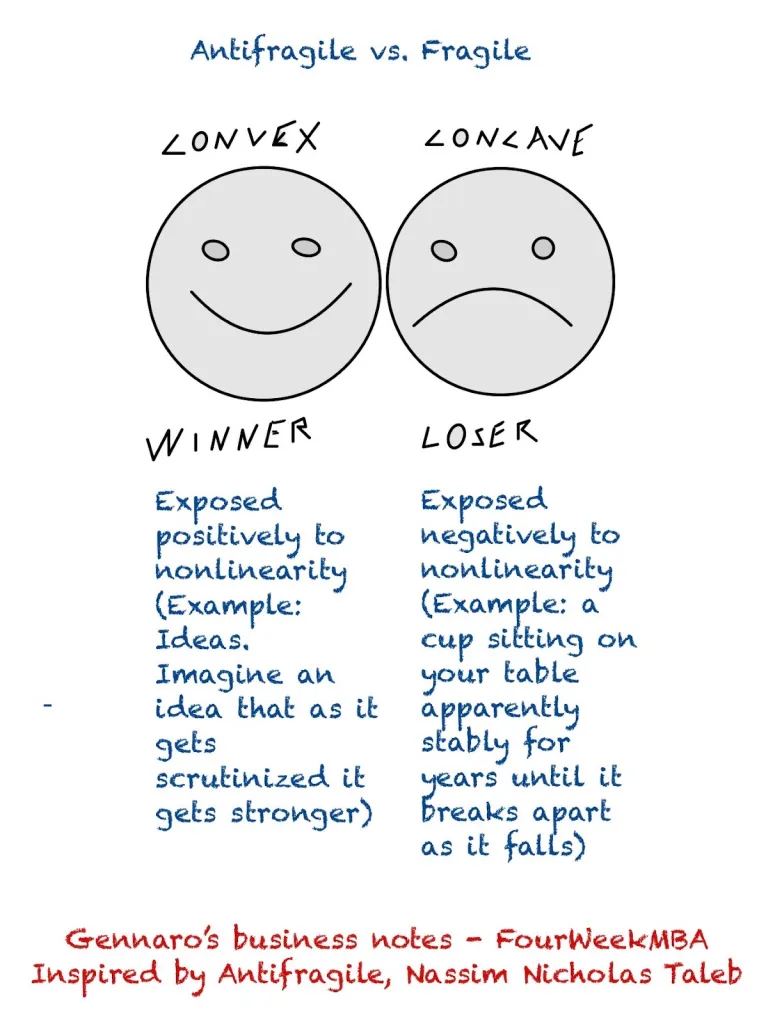 Antifragile vs. Fragile
CONVEX
CONCAVE
WINNER
Exposed
positively to
nonlinearity
(Example:
Ideas.
Imagine an
idea that as it
gets
scrutinized it
gets stronger)
LOSER
Exposed
negatively to
nonlinearity
(Example: a
cup sitting on
your table
apparently
stably for
years until it
breaks apart
as it falls)
-
Gennaro's business notes - FourWeekMBA
Inspired by Antifragile, Nassim Nicholas Taleb